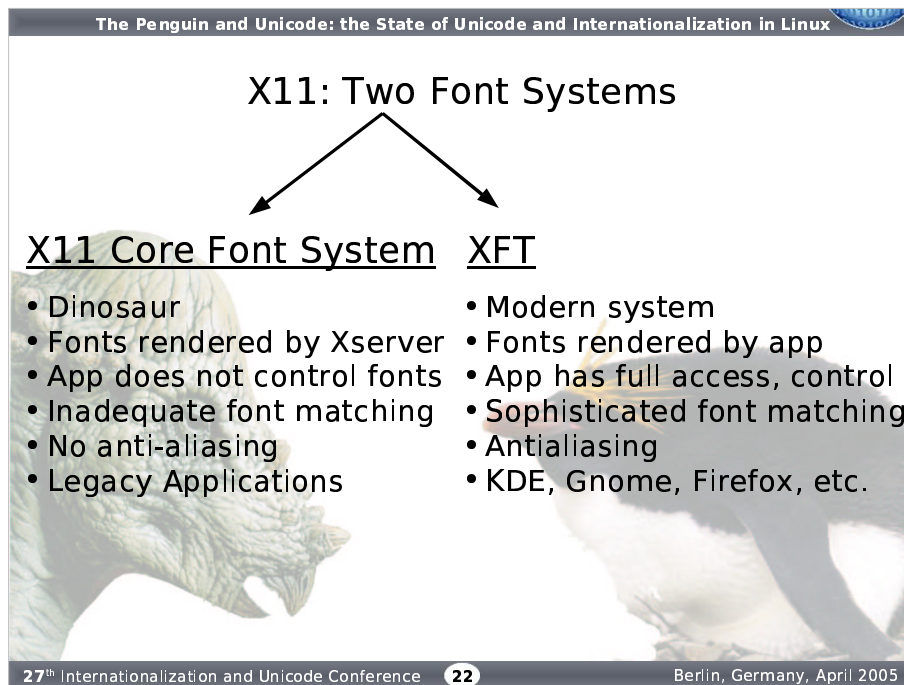 The Penguin and Unicode: the State of Unicode and Internationalization in Linux
X11: Two Font Systems
X11 Core Font System
• Dinosaur
• Fonts rendered by Xserver
• App does not control fonts
• Inadequate font matching
• No anti-aliasing
• Legacy Applications
XFT
• Modern system
• Fonts rendered by app
• App has full access, control
• Sophisticated font matching
• Antialiasing
• KDE, Gnome, Firefox, etc.
27th Internationalization and Unicode Conference
22
Berlin, Germany, April 2005